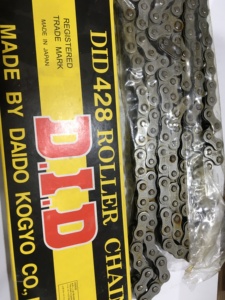 REGISTERED
TRADE MARK
MADE IN JAPAN
DID 428 ROLLER CHAI
D.I.D
MADE BY DAIDO KOGYO CO.,